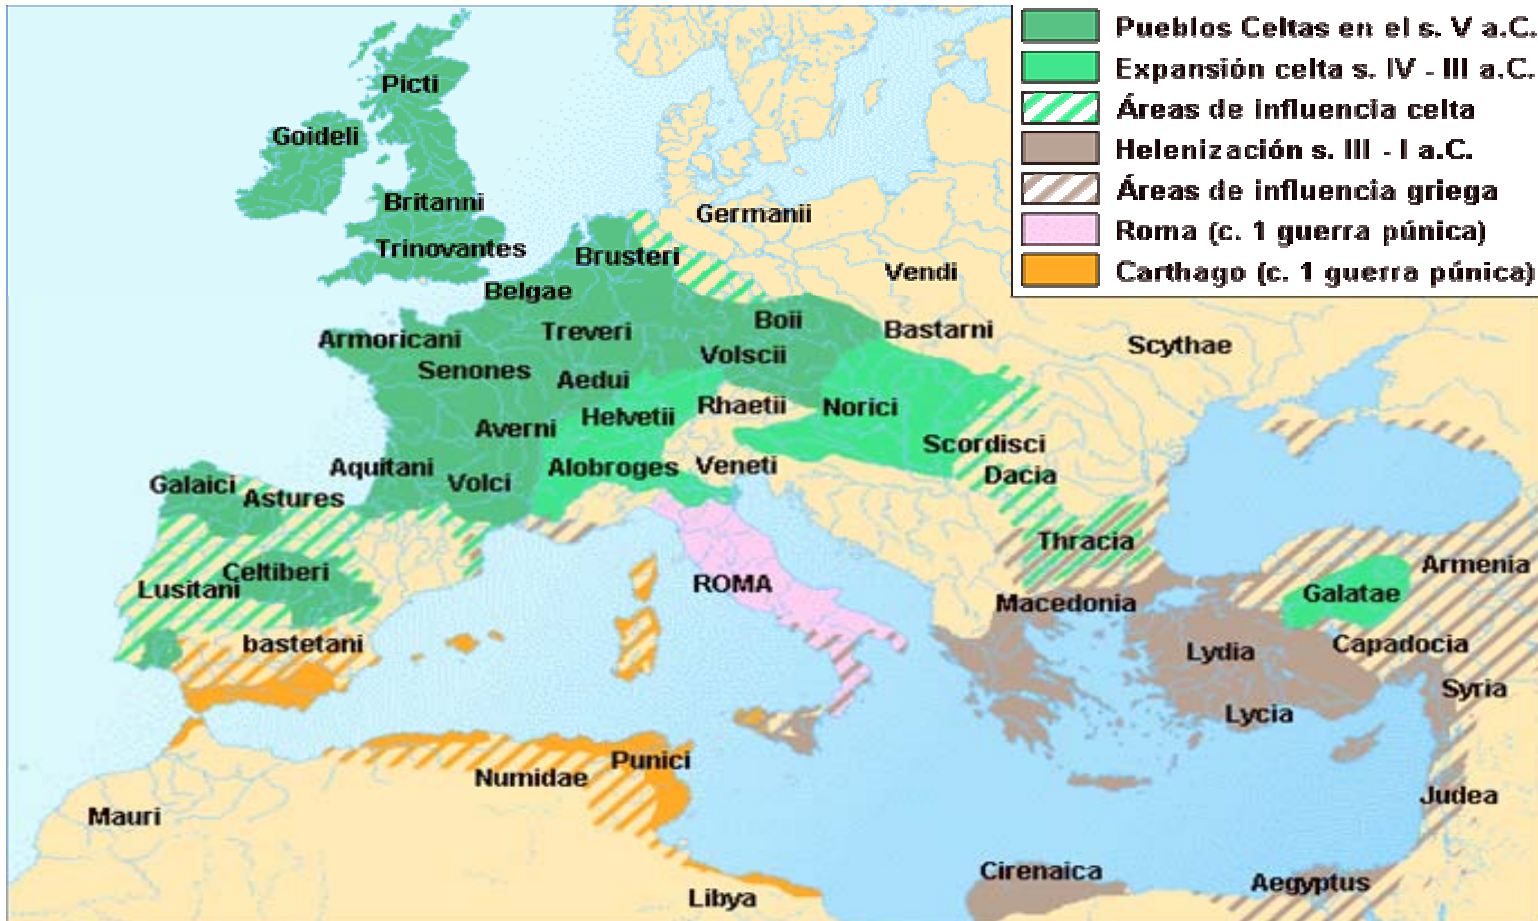 Pueblos Celtas en el s. V a.C.
Expansión celta s. IV - III a.C.
Áreas de influencia celta
Helenización s. III - I a.C.
Áreas de influencia griega
Roma (c. 1 guerra púnica)
Carthago (c. 1 guerra púnica)
Picti
Goideli
Britanni
Trinovantes
Germanii
Brusteri
Vendi
Belgae
Boii
Bastarni
Armoricani
Treveri
Volscii
Scythae
Senones
Aedui
Helvetii
Rhaetii
Norici
Averni
Scordisci
Aquitani
Alobroges
Veneti
Dacia
Galaici
Volci
Astures
Thracia
Celtiberi
Lusitani
ROMA
Armenia
Galatae
Macedonia
bastetani
Lydia
Capadocia
Syria
Lycia
Punici
Numidae
Judea
Mauri
Cirenaica
Aegyptus
Libya